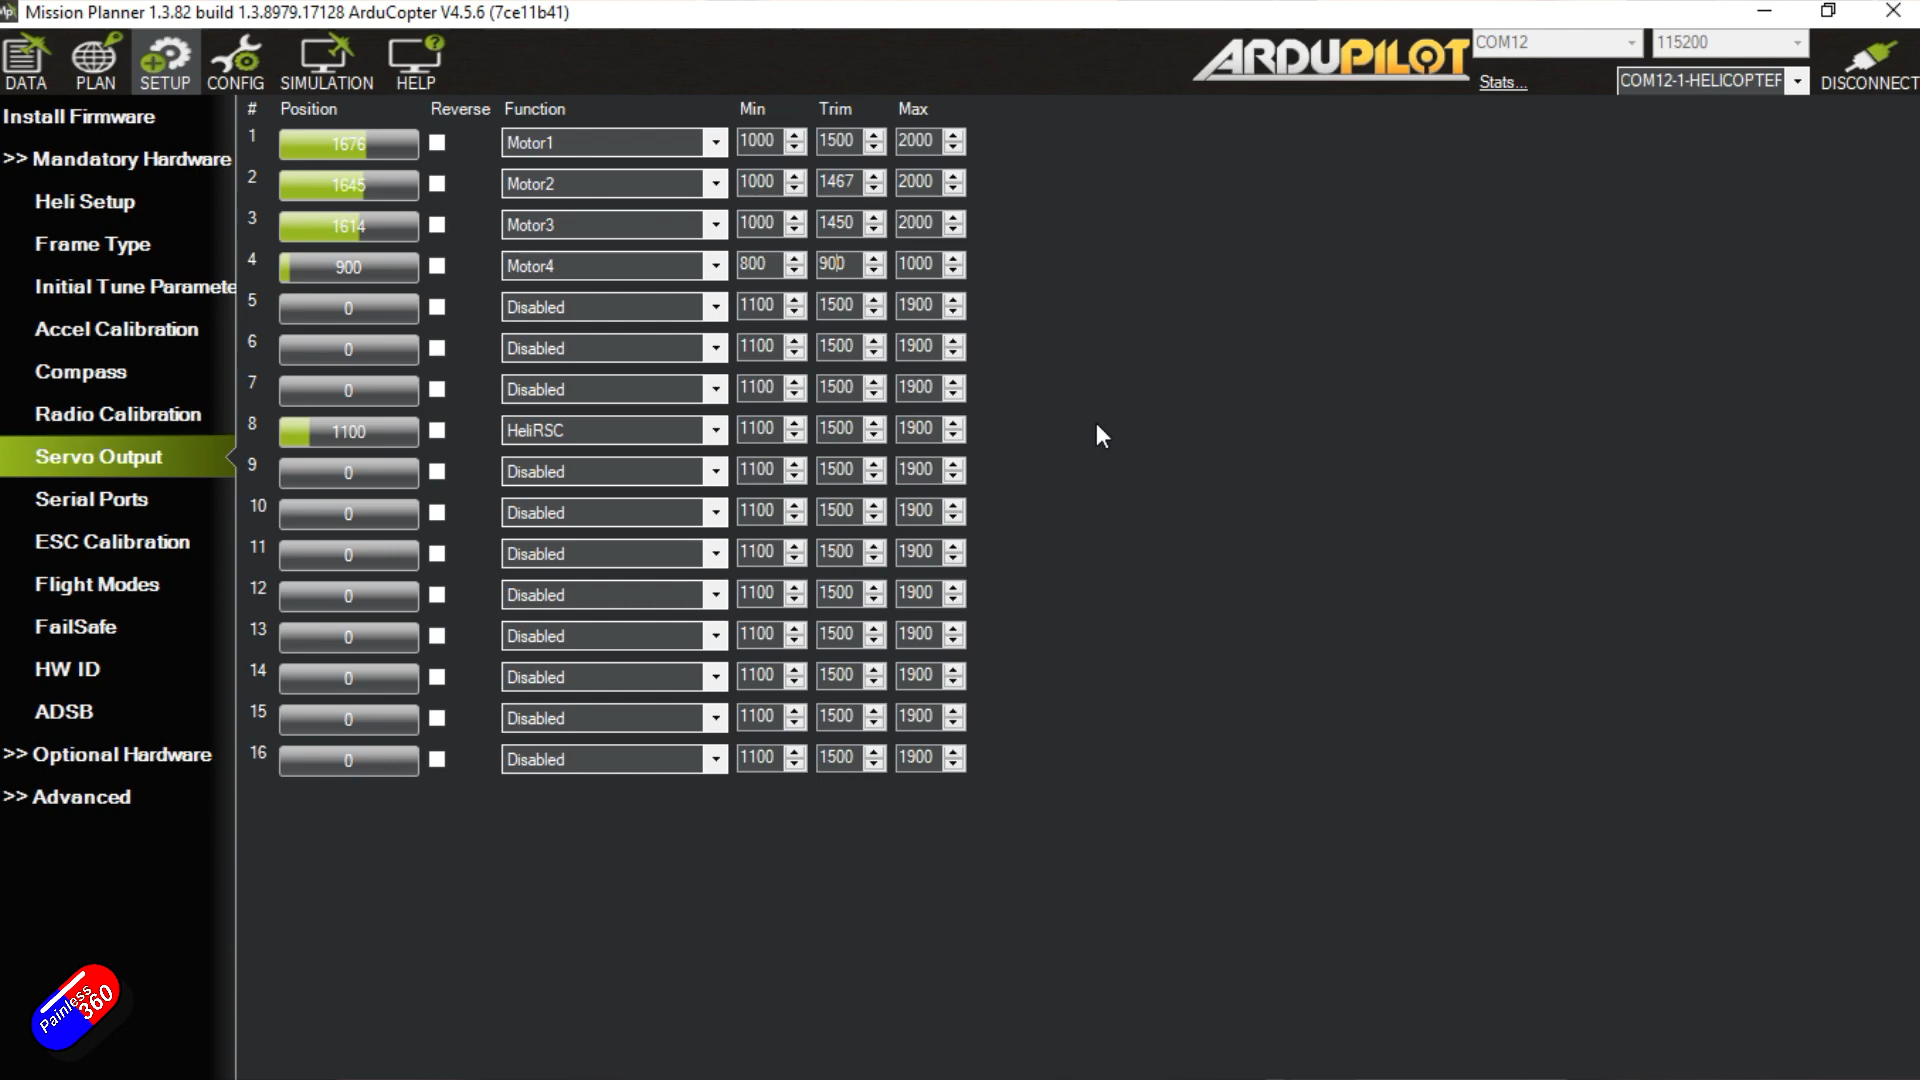 Mission Planner 1.3.82 build 1.3.8979.17128 ArduCopter V4.5.6 (7ce11b41)
DATA PLAN SETUP CONFIG SIMULATION HELP
ARDUPILOT
COM12 115200
Stats... COM12-1-HELICOPTER DISCONNECT
Install Firmware
>> Mandatory Hardware
Heli Setup
Frame Type
Initial Tune Paramete
Accel Calibration
Compass
Radio Calibration
Servo Output
Serial Ports
ESC Calibration
Flight Modes
FailSafe
HW ID
ADSB
>> Optional Hardware
>> Advanced
# Position Reverse Function Min Trim Max
1 1676 Motor1 1000 1500 2000
2 1645 Motor2 1000 1467 2000
3 1614 Motor3 1000 1450 2000
4 900 Motor4 800 900 1000
5 0 Disabled 1100 1500 1900
6 0 Disabled 1100 1500 1900
7 0 Disabled 1100 1500 1900
8 1100 HeliRSC 1100 1500 1900
9 0 Disabled 1100 1500 1900
10 0 Disabled 1100 1500 1900
11 0 Disabled 1100 1500 1900
12 0 Disabled 1100 1500 1900
13 0 Disabled 1100 1500 1900
14 0 Disabled 1100 1500 1900
15 0 Disabled 1100 1500 1900
16 0 Disabled 1100 1500 1900
Painless
360